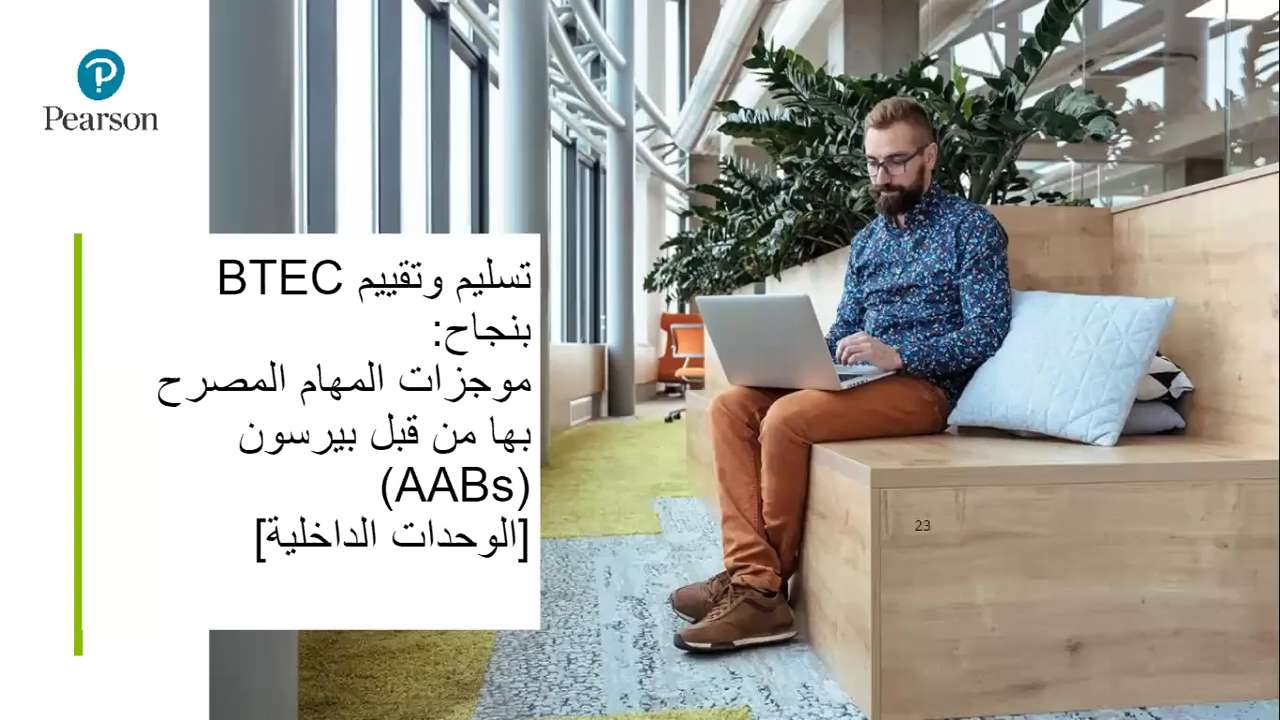 Pearson
تسليم وتقييم BTEC
بنجاح:
موجزات المهام المصرح
بها من قبل بيرسون
(AABs)
[الوحدات الداخلية]
23